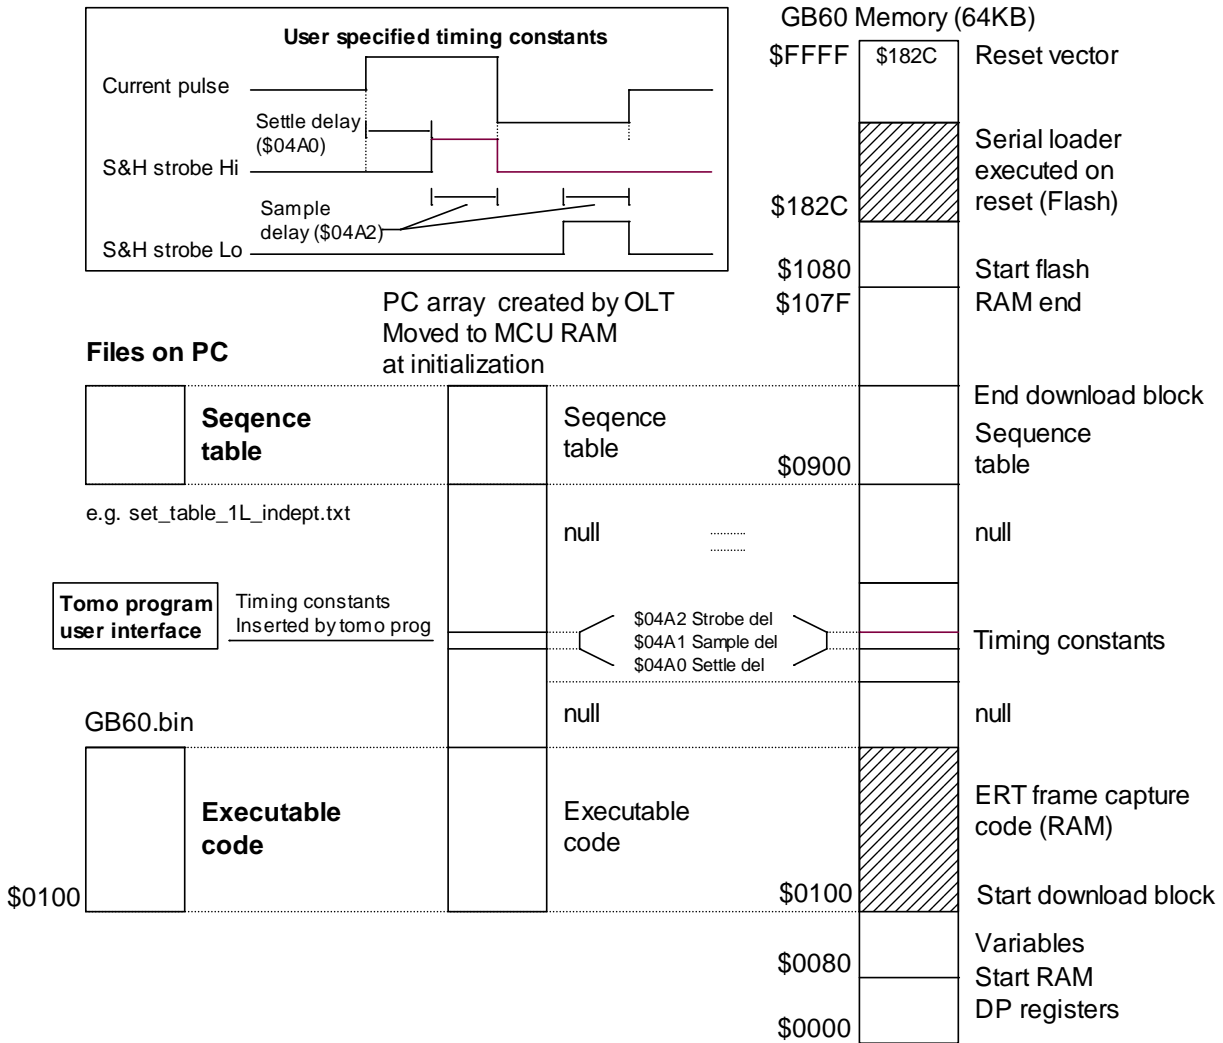 GB60 Memory (64KB)
User specified timing constants
Current pulse
Settle delay
($04A0)
S&H strobe Hi
Sample
delay ($04A2)
S&H strobe Lo
$FFFF
$182C
Reset vector
Serial loader
executed on
reset (Flash)
$182C
$1080
Start flash
$107F
RAM end
PC array created by OLT
Moved to MCU RAM
at initialization
Files on PC
Seqence
table
Seqence
table
End download block
Sequence
table
$0900
e.g. set_table_1L_indept.txt
null
null
Tomo program
user interface
Timing constants
Inserted by tomo prog
$04A2 Strobe del
$04A1 Sample del
$04A0 Settle del
Timing constants
null
null
GB60.bin
Executable
code
Executable
code
ERT frame capture
code (RAM)
$0100
$0100
Start download block
Variables
$0080
Start RAM
DP registers
$0000